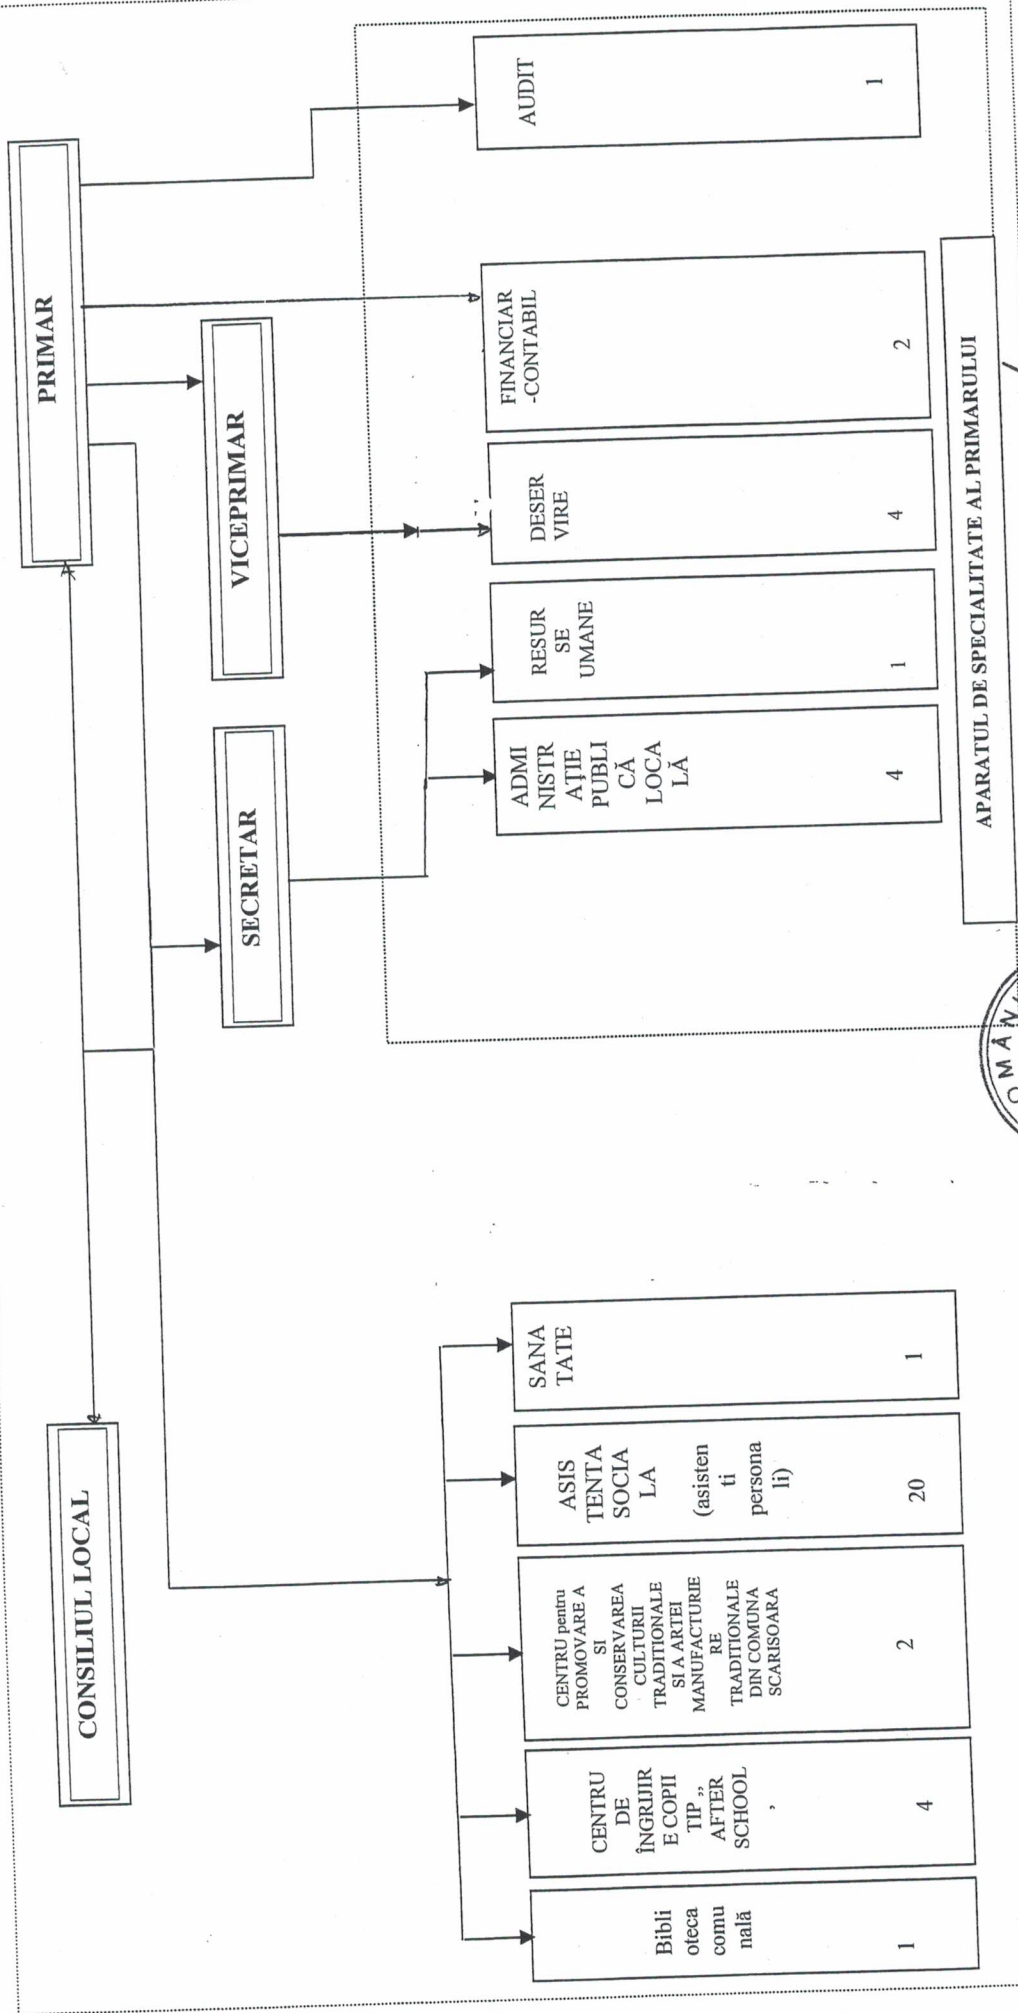 CONSILIUL LOCAL
PRIMAR
VICEPRIMAR
SECRETAR
Bibli
oteca
comu
nală
1
CENTRU
DE
ÎNGRIJIR
E COPII
TIP „
AFTER
SCHOOL
’
4
CENTRU pentru
PROMOVARE A
SI
CONSERVAREA
CULTURII
TRADITIONALE
SI A ARTEI
MANUFACTURIE
RE
TRADITIONALE
DIN COMUNA
SCARISOARA
2
ASIS
TENTA
SOCIA
LA
(asisten
ti
persona
li)
20
SANA
TATE
1
ADMI
NISTR
AŢIE
PUBLI
CĂ
LOCA
LĂ
4
RESUR
SE
UMANE
1
DESER
VIRE
4
FINANCIAR
-CONTABIL
2
AUDIT
1
APARATUL DE SPECIALITATE AL PRIMARULUI